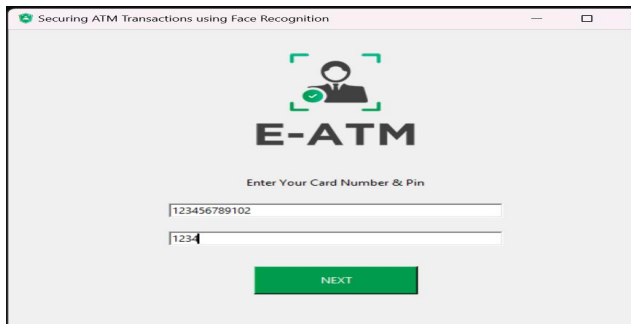 Securing ATM Transactions using Face Recognition
E-ATM
Enter Your Card Number & Pin
123456789102
1234
NEXT